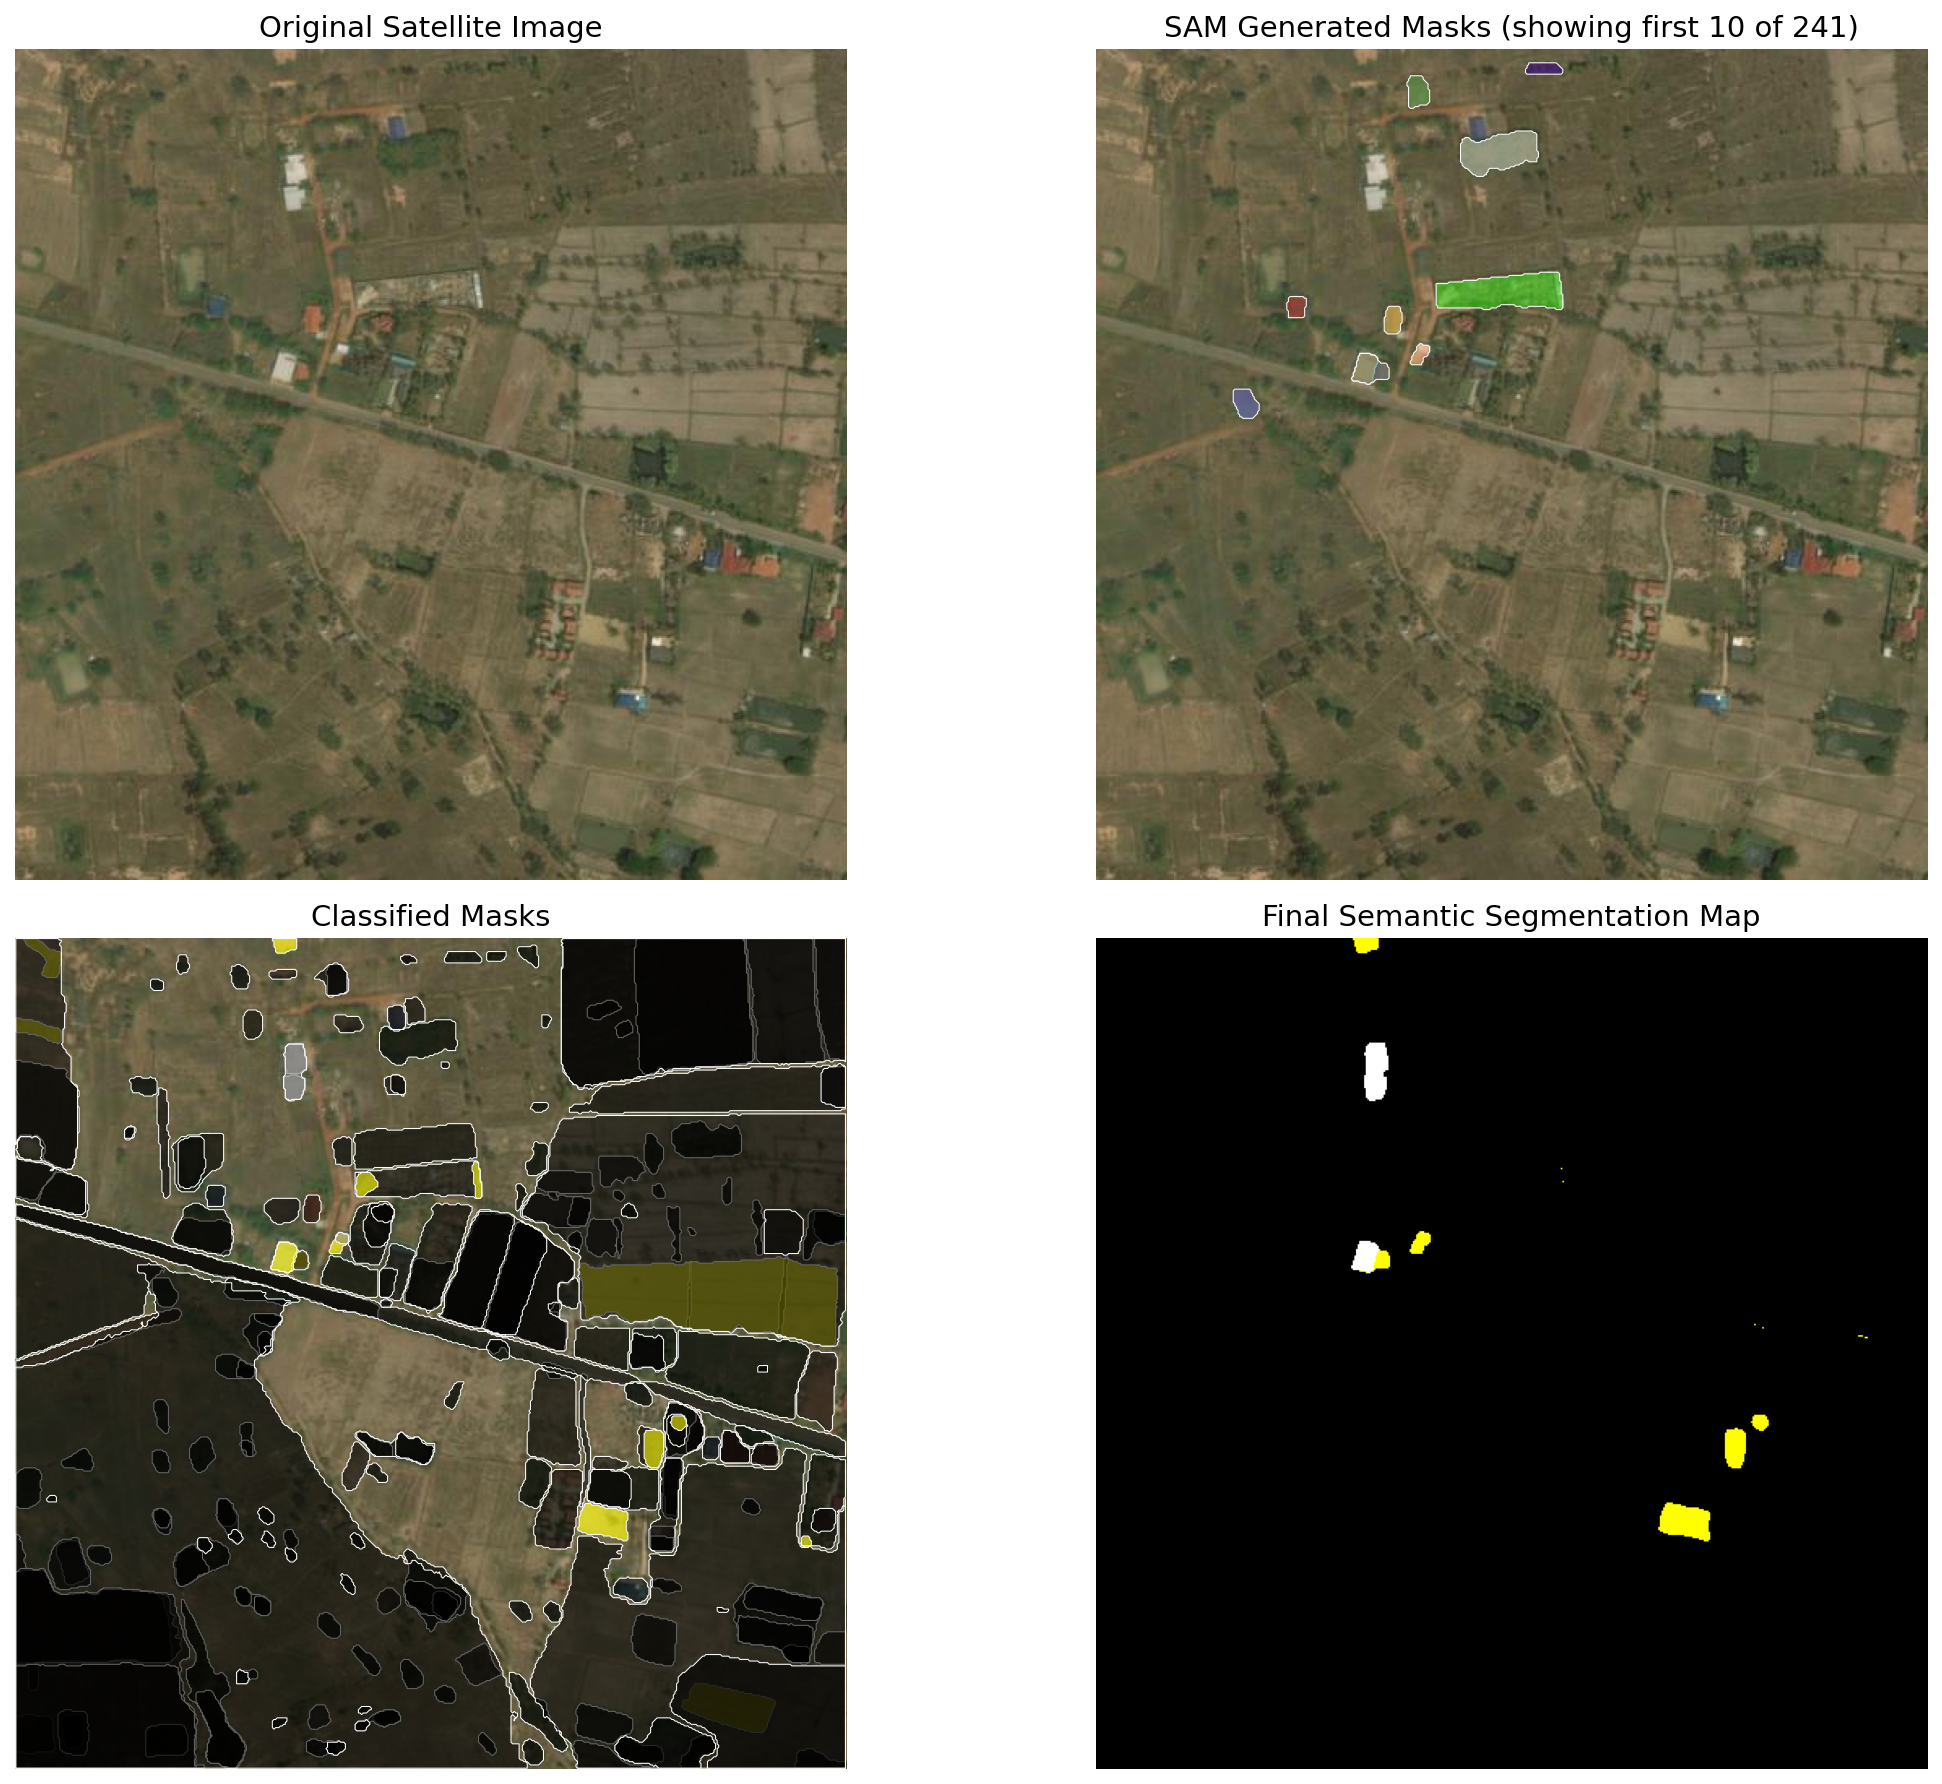 Original Satellite Image
SAM Generated Masks (showing first 10 of 241)
Classified Masks
Final Semantic Segmentation Map